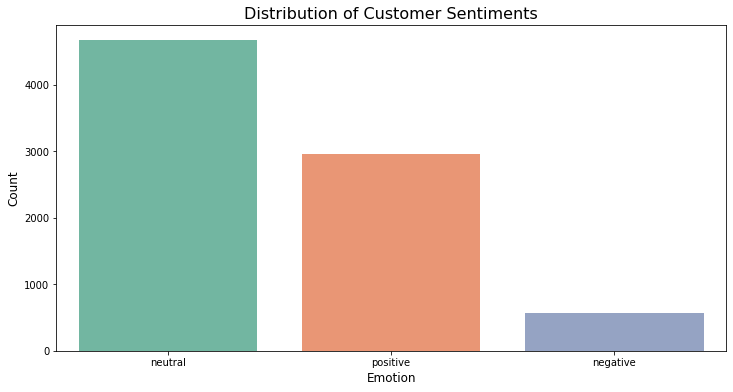 Distribution of Customer Sentiments
Count
4000
3000
2000
1000
0
neutral positive negative
Emotion